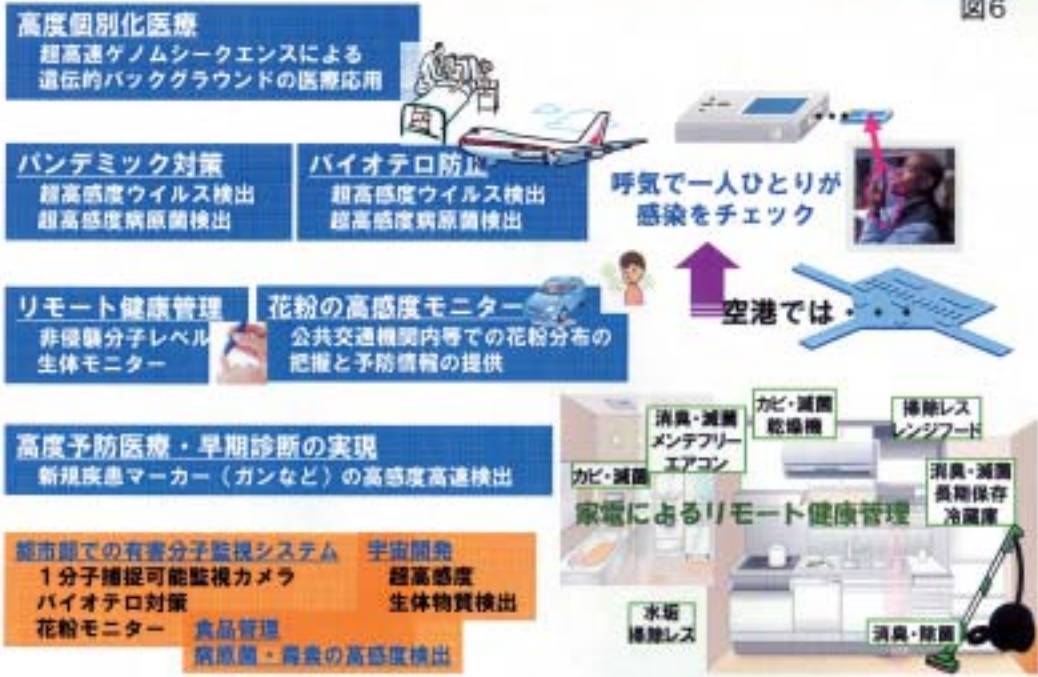 図6
高度個別化医療
超高速ゲノムシークエンスによる
遺伝的バックグラウンドの医療応用
パンデミック対策
超高感度ウイルス検出
超高感度病原菌検出
バイオテロ防止
超高感度ウイルス検出
超高感度病原菌検出
呼気で一人ひとりが
感染をチェック
空港では・・・
リモート健康管理
非侵襲分子レベル
生体モニター
花粉の高感度モニター
公共交通機関内等での花粉分布の
把握と予防情報の提供
高度予防医療・早期診断の実現
新規疾患マーカー（ガンなど）の高感度高速検出
カビ・滅菌
消臭・滅菌
メンテフリー
エアコン
カビ・滅菌
乾燥機
掃除レス
レンジフード
消臭・滅菌
長期保存
冷蔵庫
家電によるリモート健康管理
水垢
掃除レス
消臭・除菌
都市部での有害分子監視システム
1分子捕捉可能監視カメラ
バイオテロ対策
花粉モニター
宇宙開発
超高感度
生体物質検出
食品管理
病原菌・毒素の高感度検出